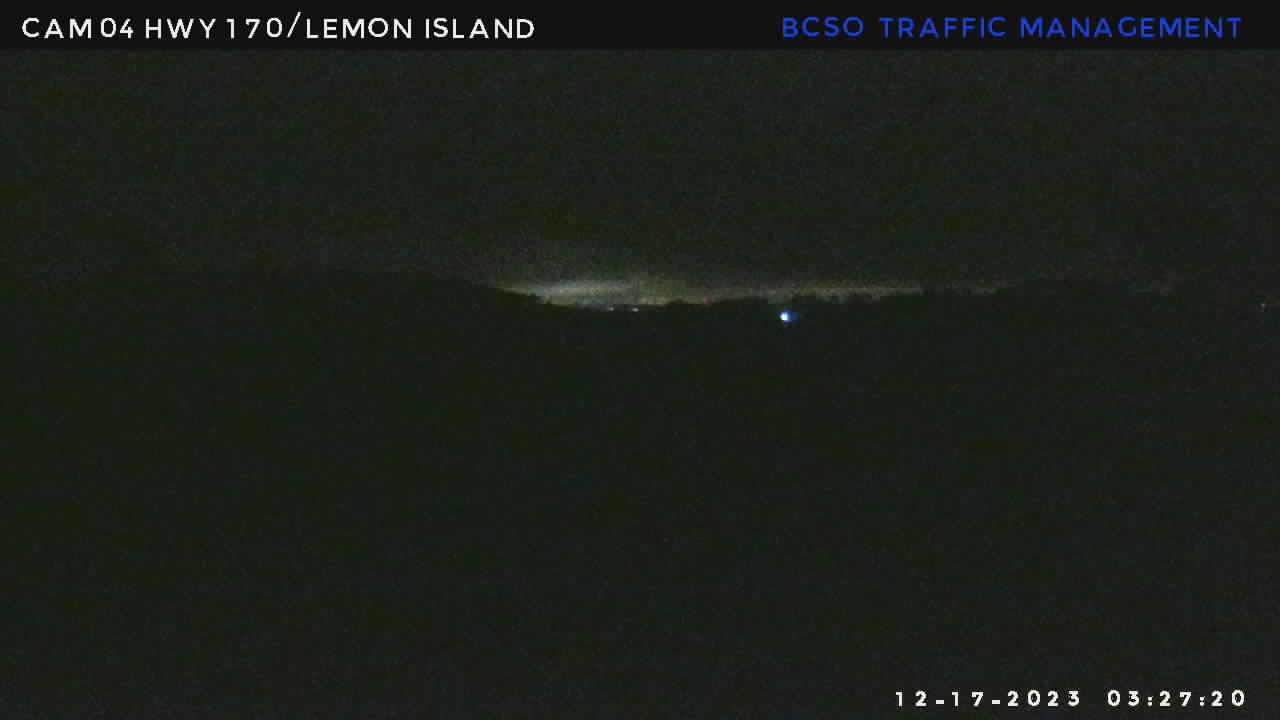 CAM 04 HWY 170/LEMON ISLAND
BCSO TRAFFIC MANAGEMENT
12-17-2023 03:27:20